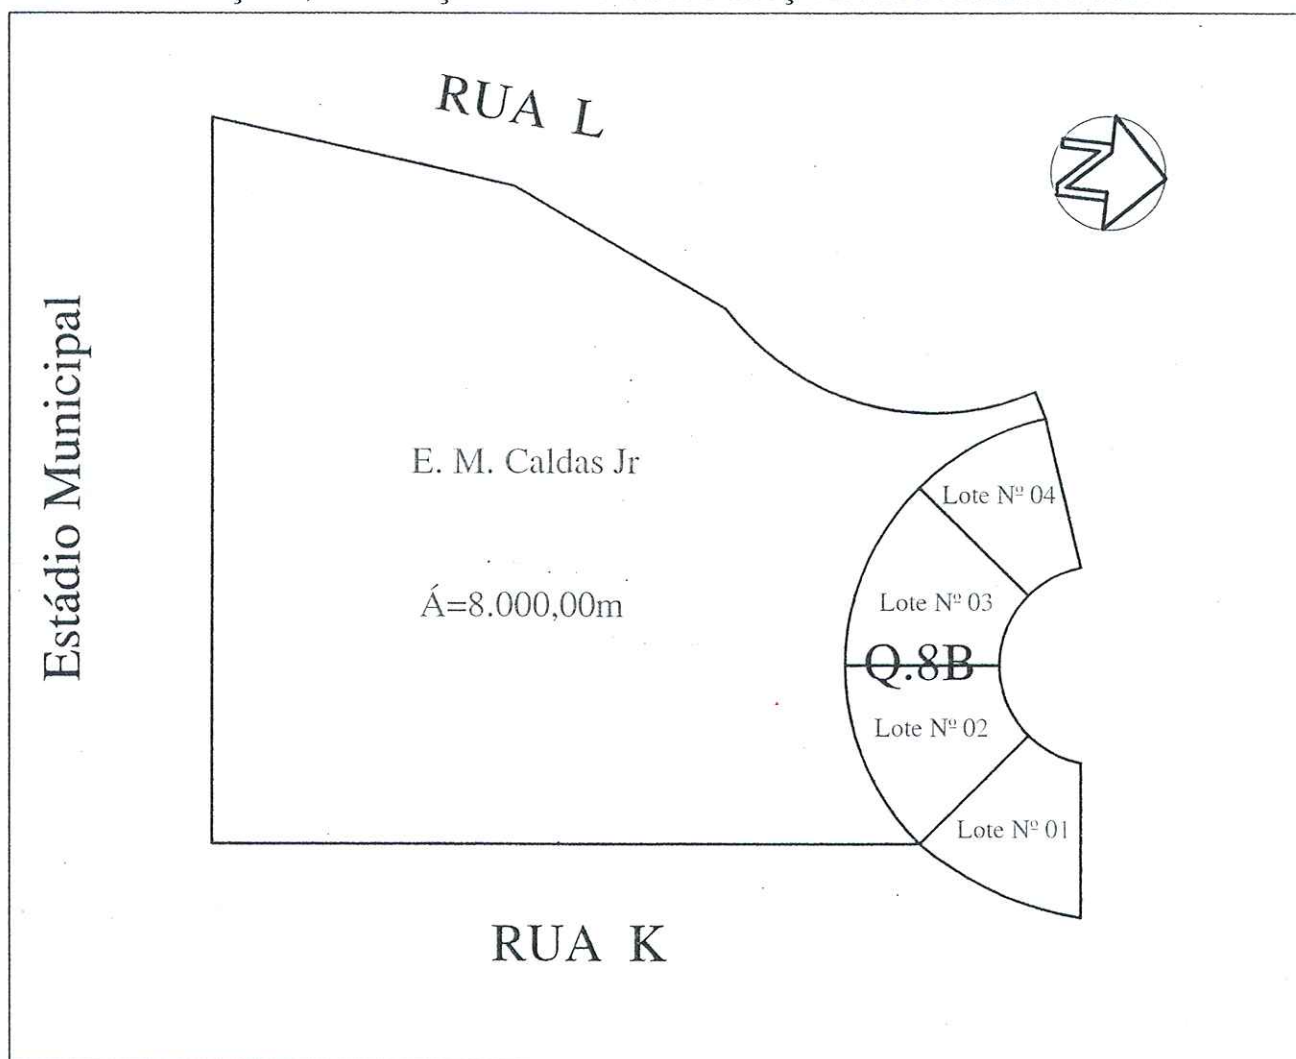 RUA L
N
Estádio Municipal
E. M. Caldas Jr
Á=8.000,00m
Lote Nº 04
Lote Nº 03
Q.8B
Lote Nº 02
Lote Nº 01
RUA K